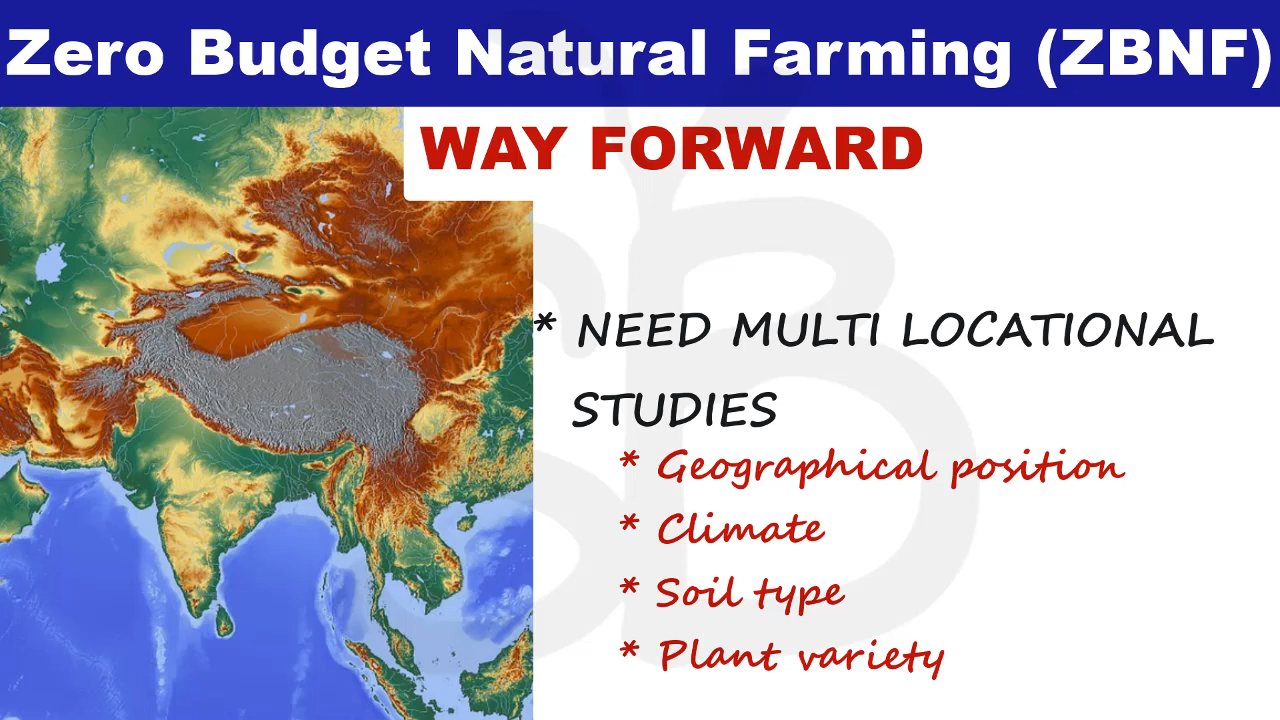 Zero Budget Natural Farming (ZBNF)
WAY FORWARD
* NEED MULTI LOCATIONAL
STUDIES
* Geographical position
* Climate
* Soil type
* Plant variety